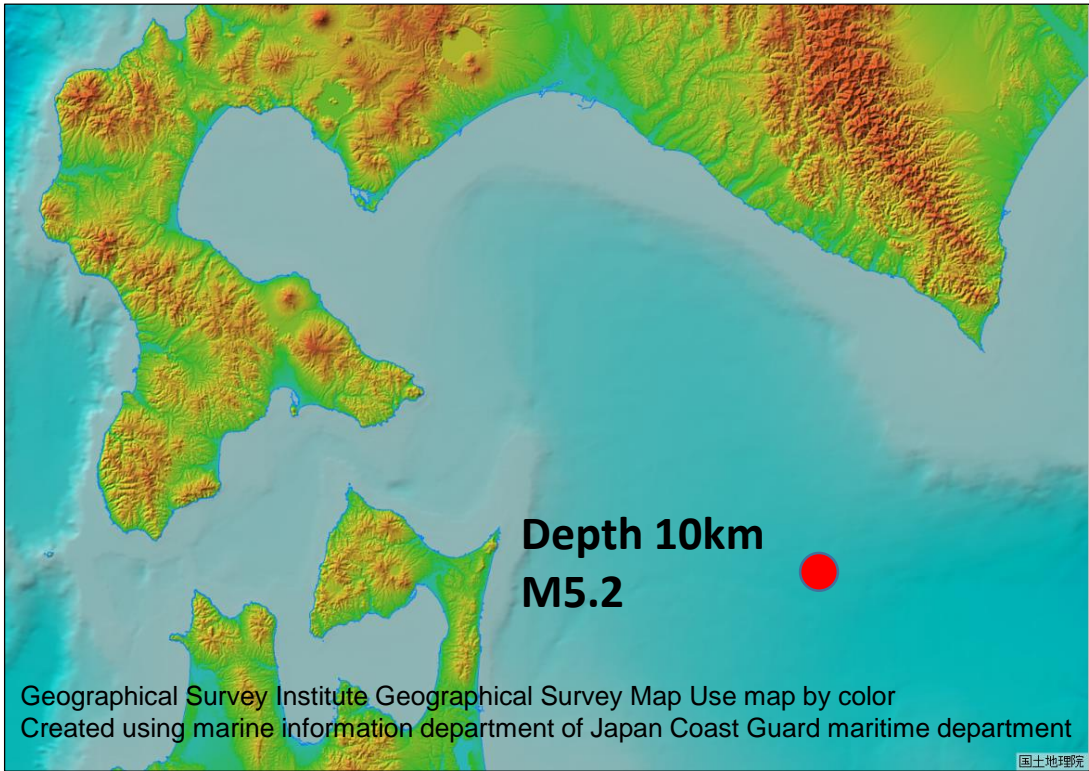 Depth 10km
M5.2
Geographical Survey Institute Geographical Survey Map Use map by color
Created using marine information department of Japan Coast Guard maritime department
国土地理院